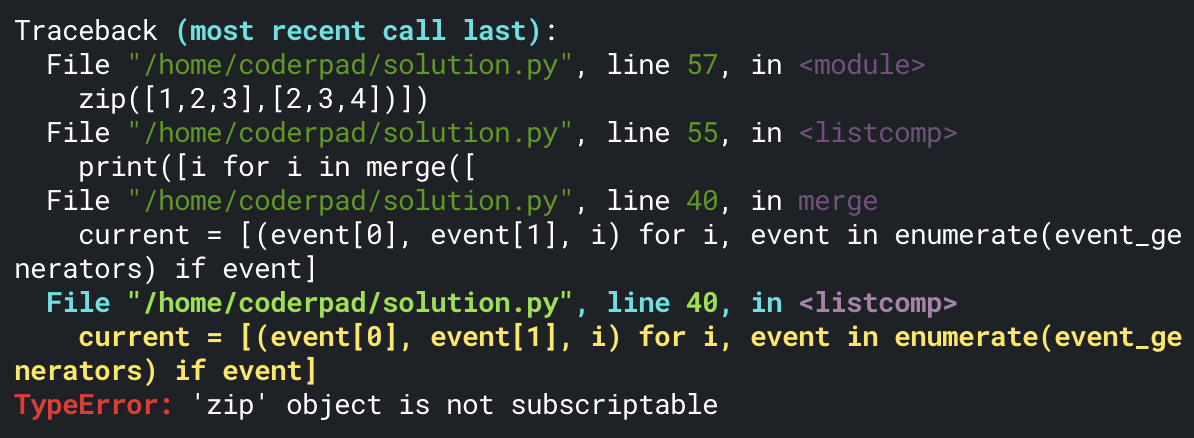 Traceback (most recent call last):
  File "/home/coderpad/solution.py", line 57, in <module>
    zip([1,2,3],[2,3,4])])
  File "/home/coderpad/solution.py", line 55, in <listcomp>
    print([i for i in merge([
  File "/home/coderpad/solution.py", line 40, in merge
    current = [(event[0], event[1], i) for i, event in enumerate(event_ge
nerators) if event]
  File "/home/coderpad/solution.py", line 40, in <listcomp>
    current = [(event[0], event[1], i) for i, event in enumerate(event_ge
nerators) if event]
TypeError: 'zip' object is not subscriptable